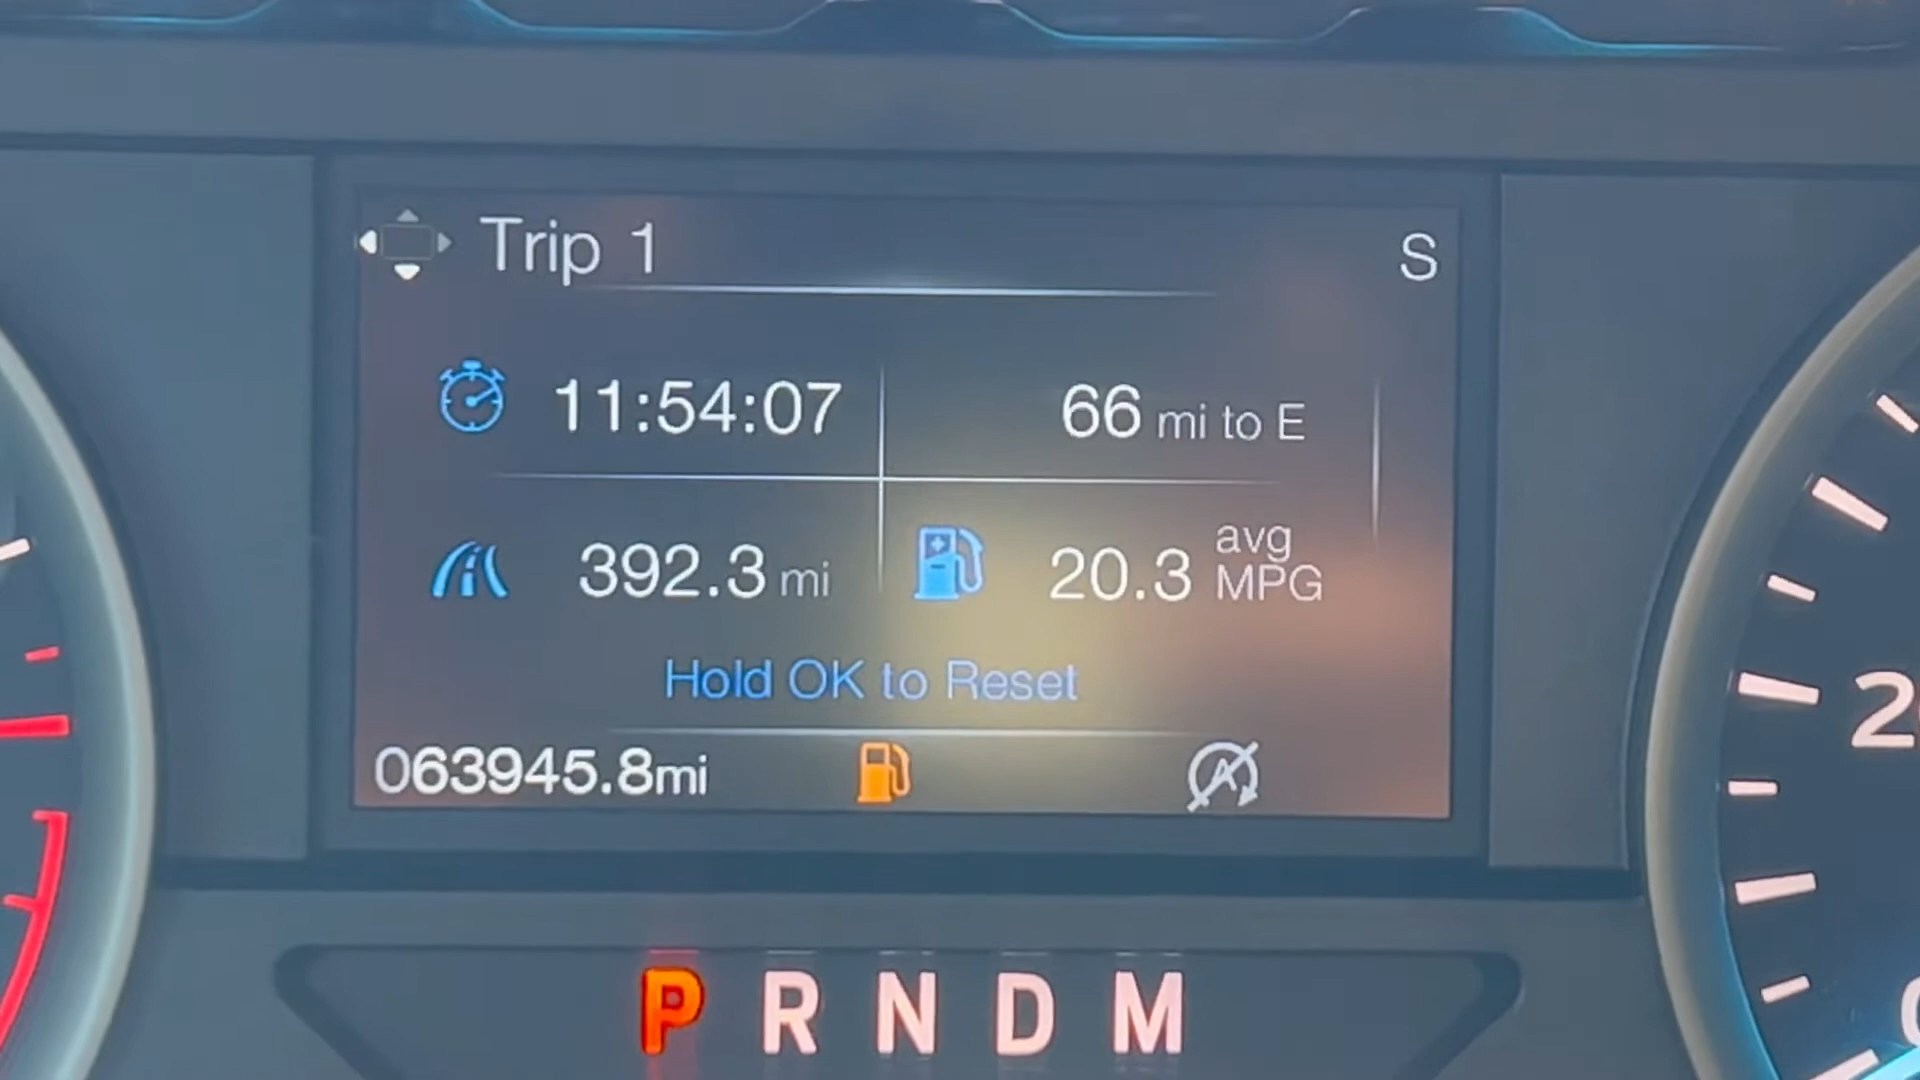 Trip 1 S
11:54:07 66 mi to E
392.3 mi 20.3 avg MPG
Hold OK to Reset
063945.8mi
P R N D M